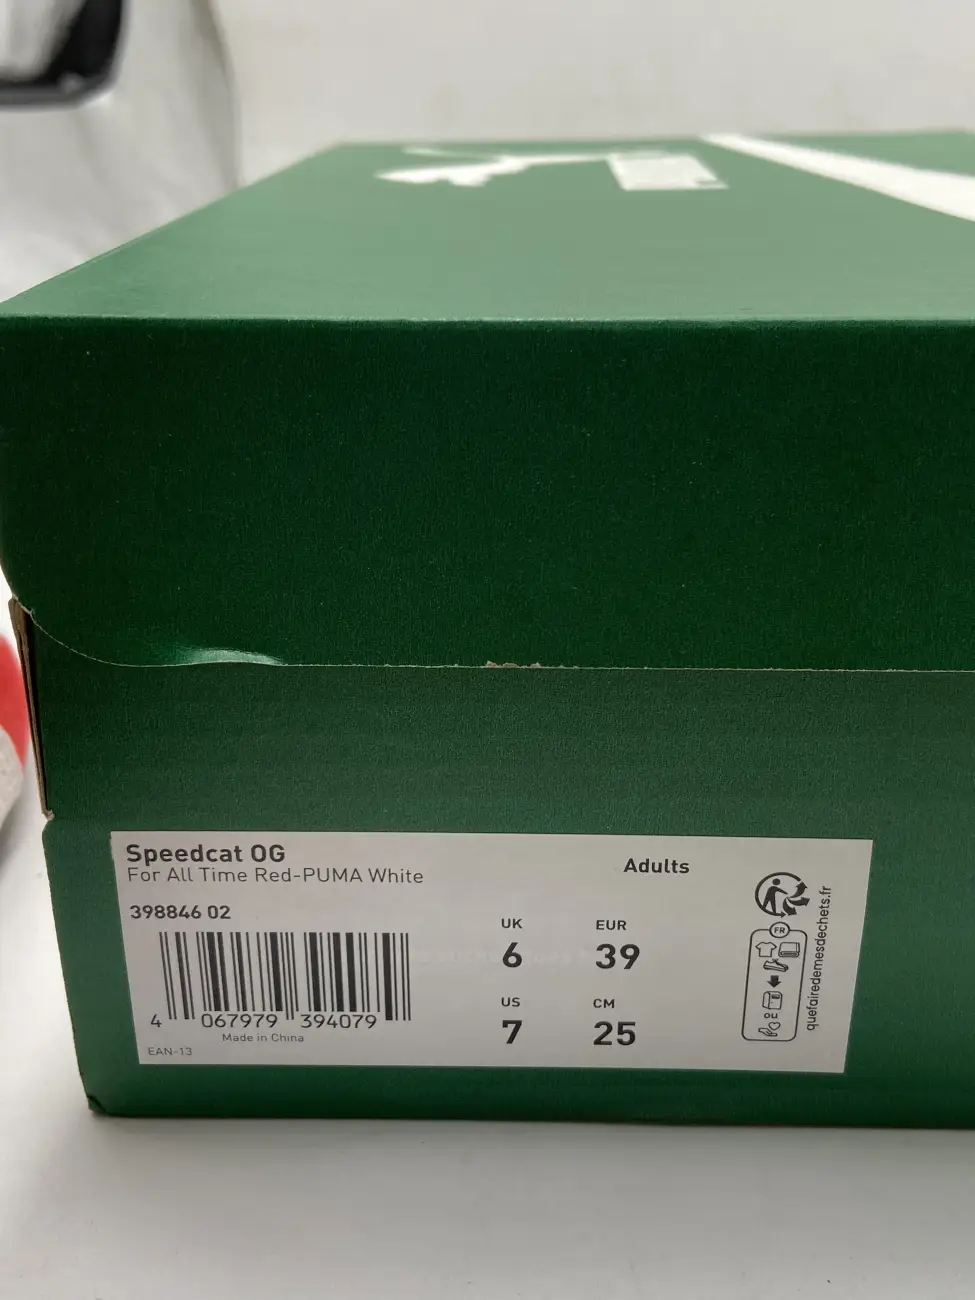 Speedcat OG
For All Time Red-PUMA White
Adults
398846 02
UK
6
EUR
39
US
7
CM
25
4 067979 394079
Made in China
EAN-13
FR
ou
quefairedemesdechets.fr